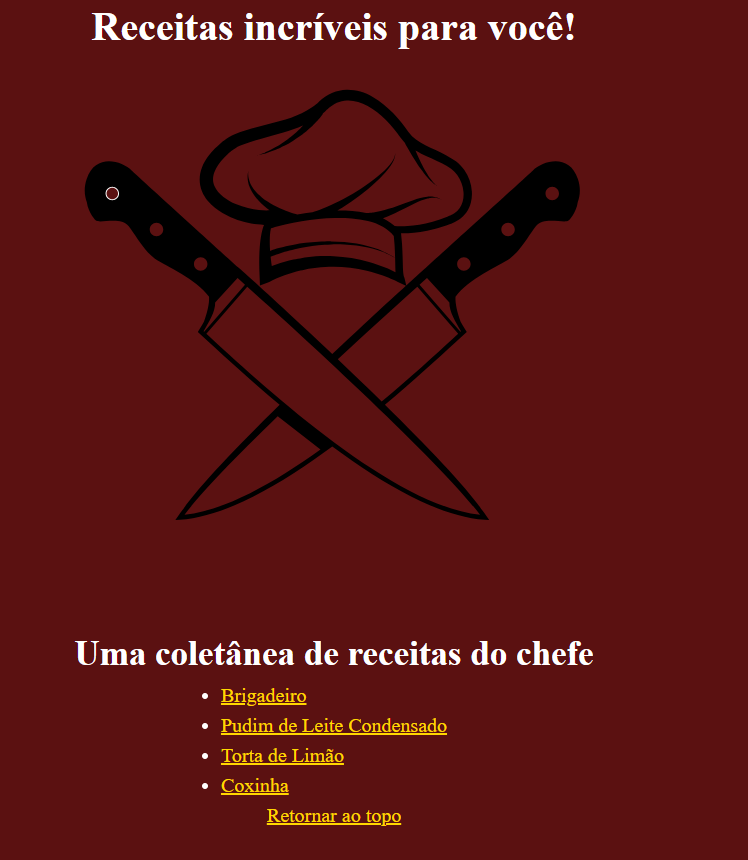 Receitas incríveis para você!
Uma coletânea de receitas do chefe
Brigadeiro
Pudim de Leite Condensado
Torta de Limão
Coxinha
Retornar ao topo